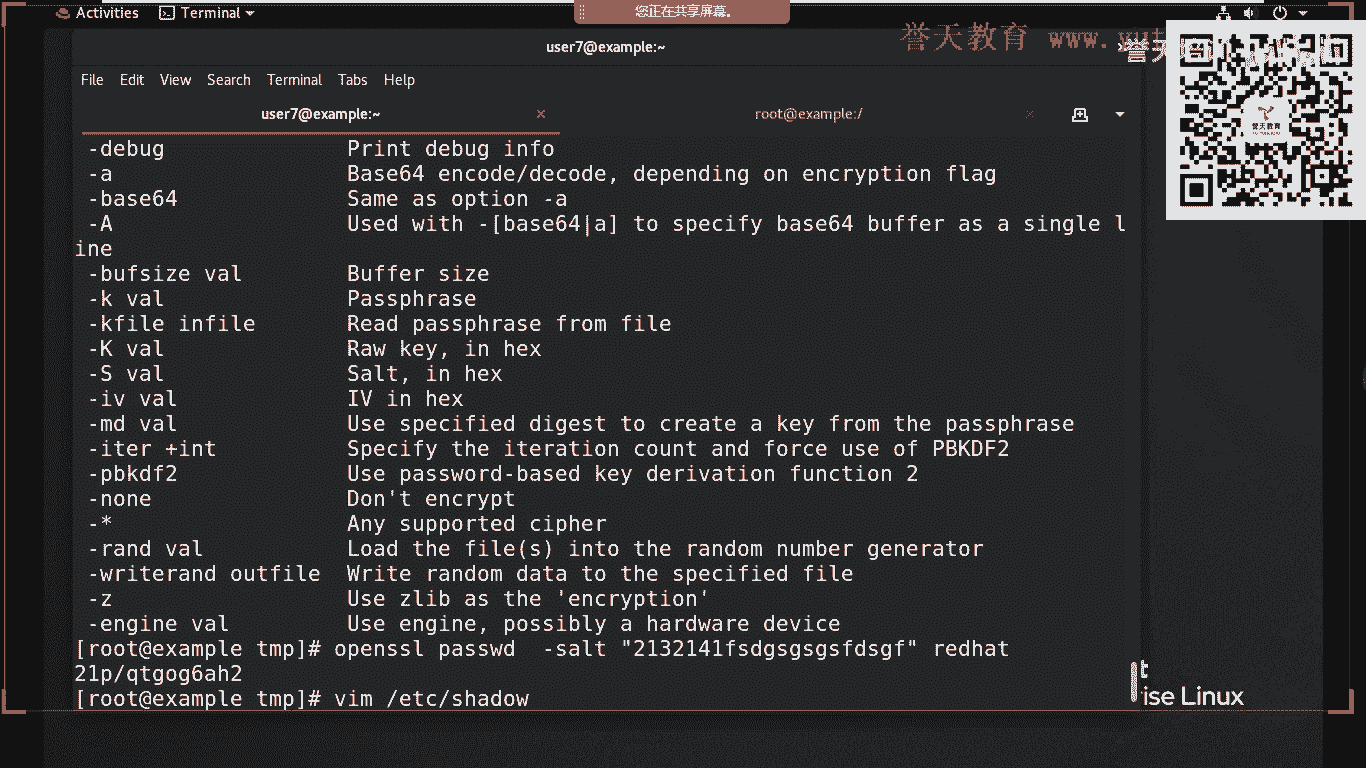 Activities
Terminal
您正在共享屏幕。
誉天教育 www.yut
user7@example:~
File Edit View Search Terminal Tabs Help
user7@example:~
root@example:/
誉天教育
-debug Print debug info
-a Base64 encode/decode, depending on encryption flag
-base64 Same as option -a
-A Used with -[base64|a] to specify base64 buffer as a single l
ine
-bufsize val Buffer size
-k val Passphrase
-kfile infile Read passphrase from file
-K val Raw key, in hex
-S val Salt, in hex
-iv val IV in hex
-md val Use specified digest to create a key from the passphrase
-iter +int Specify the iteration count and force use of PBKDF2
-pbkdf2 Use password-based key derivation function 2
-none Don't encrypt
-* Any supported cipher
-rand val Load the file(s) into the random number generator
-writerand outfile Write random data to the specified file
-z Use zlib as the 'encryption'
-engine val Use engine, possibly a hardware device
[root@example tmp]# openssl passwd  -salt "2132141fsdgsgsgsfdsgf" redhat
21p/qtgog6ah2
[root@example tmp]# vim /etc/shadow
t
ise Linux